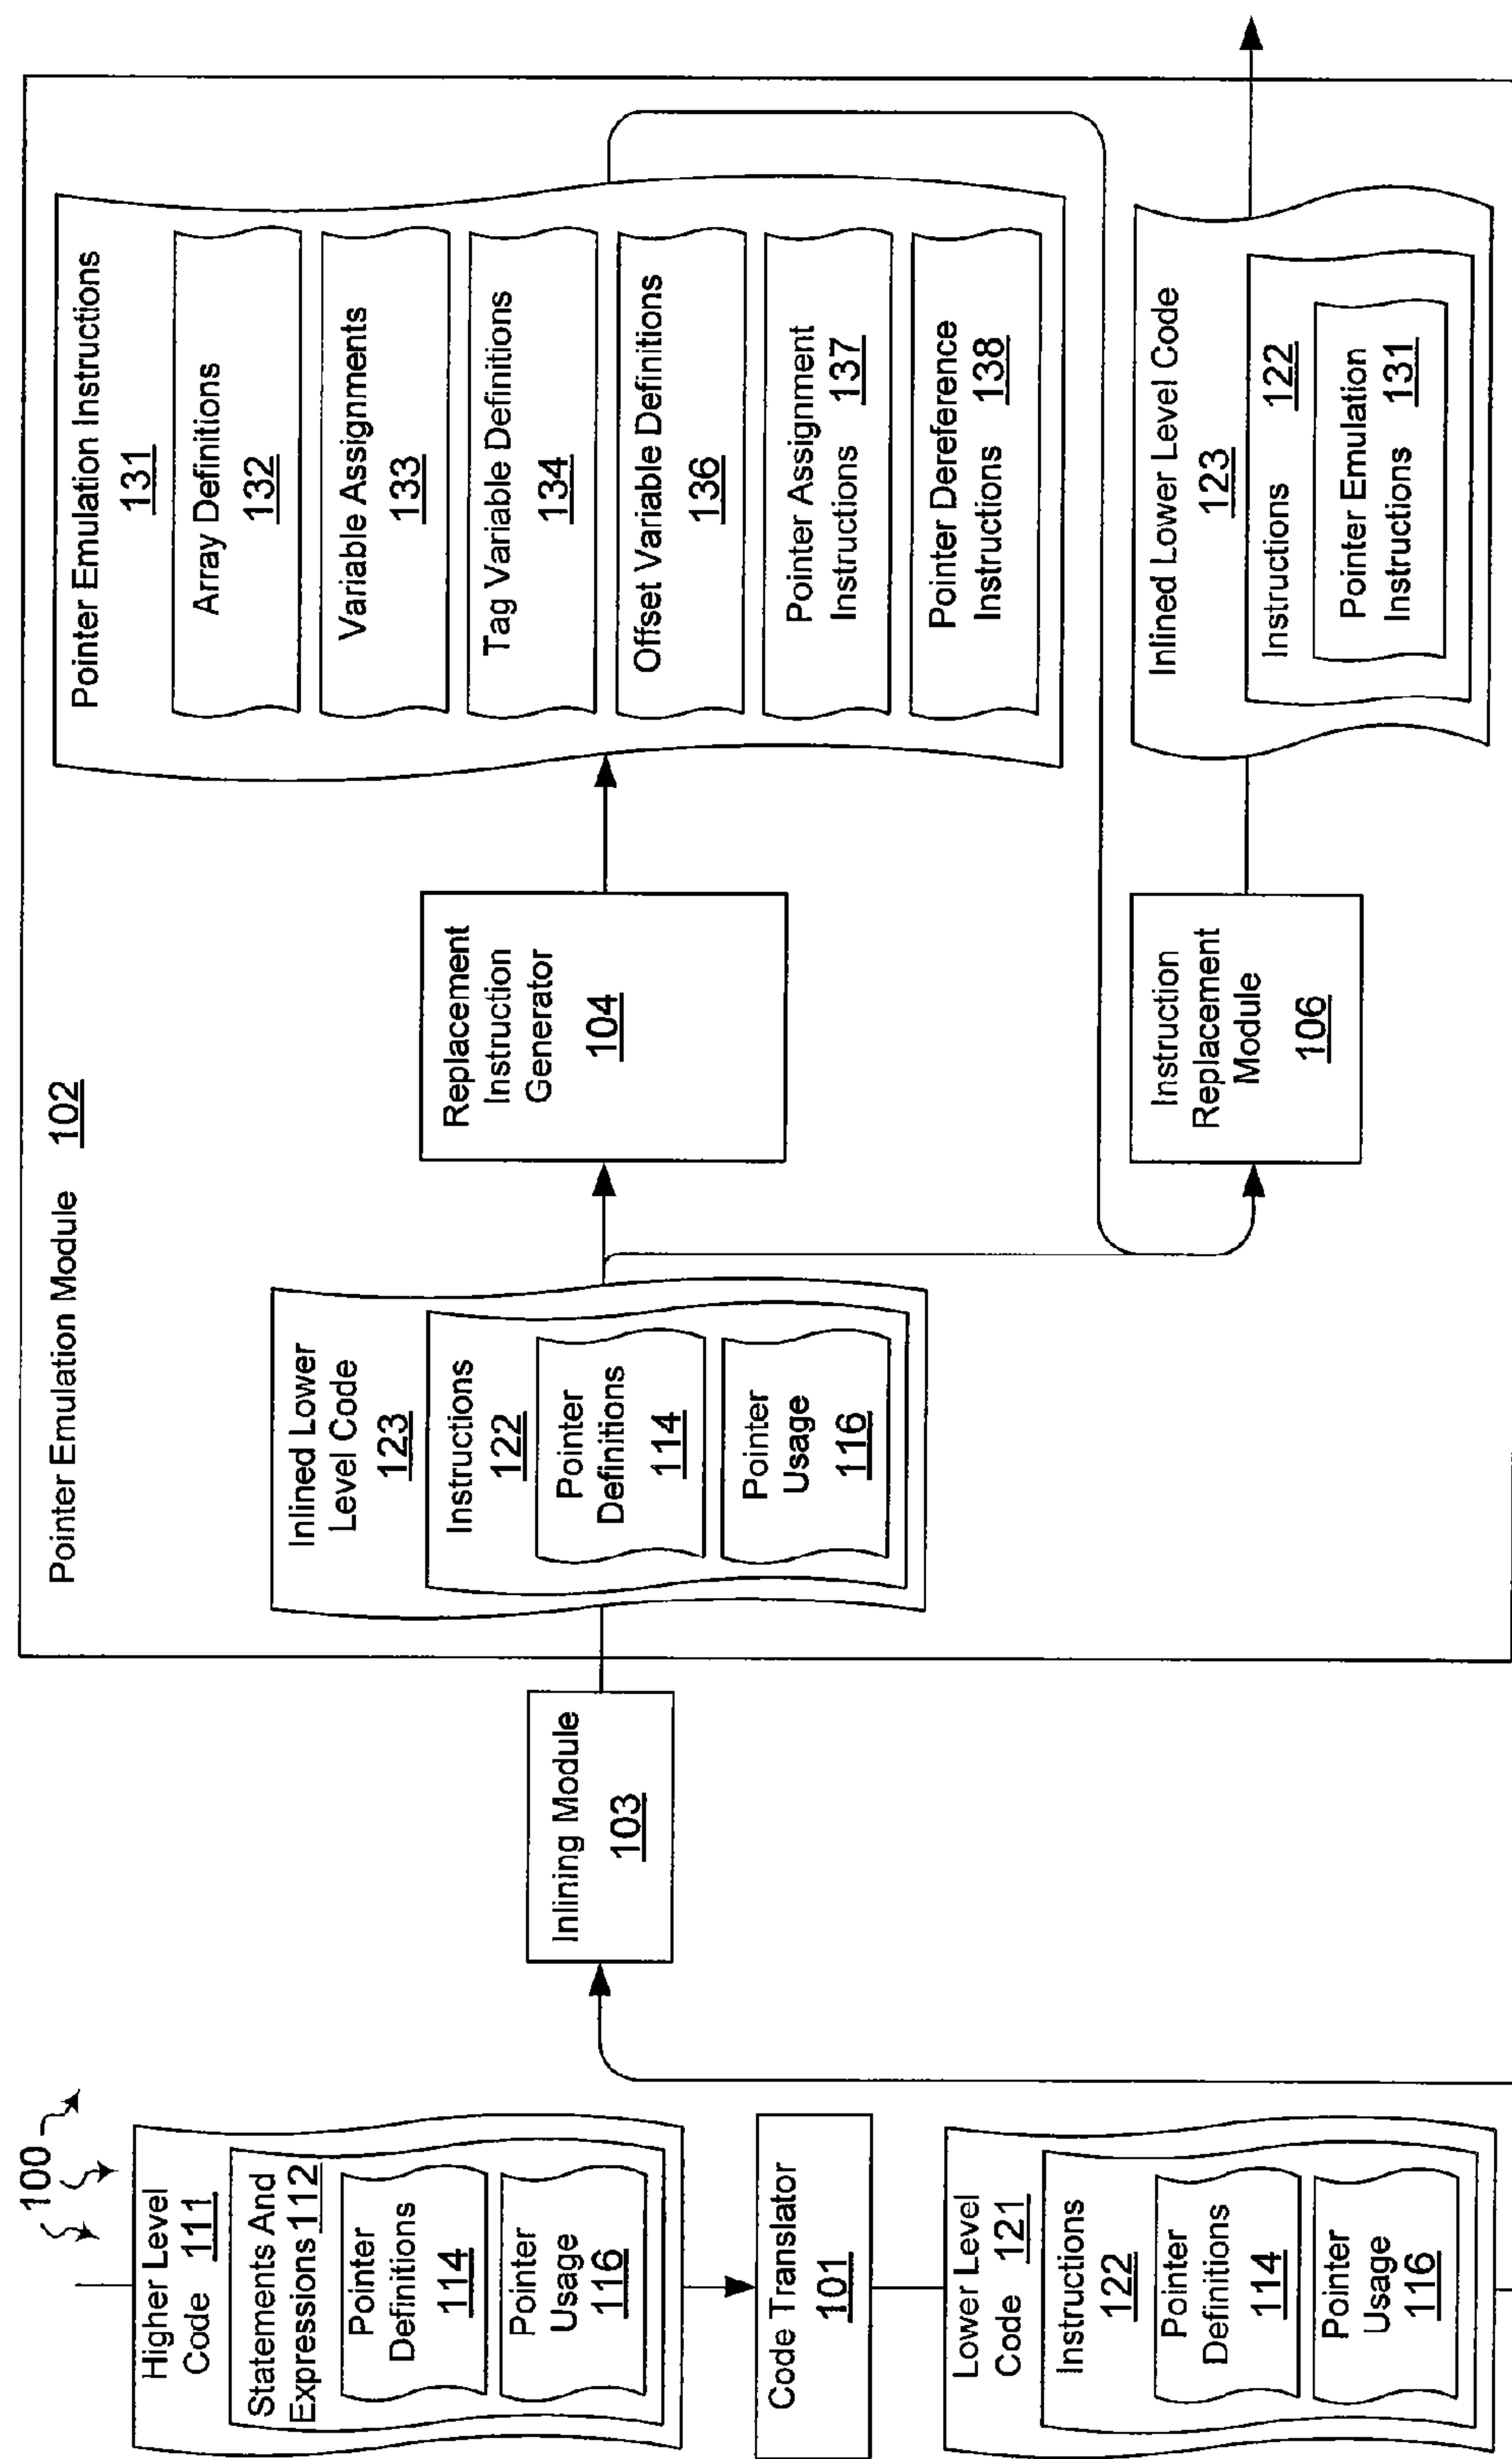 100
Higher Level
Code 111
Statements And
Expressions 112
Pointer
Definitions
114
Pointer
Usage
116
Code Translator
101
Lower Level
Code 121
Instructions
122
Pointer
Definitions
114
Pointer
Usage
116
Inlining Module
103
Pointer Emulation Module 102
Inlined Lower
Level Code
123
Instructions
122
Pointer
Definitions
114
Pointer
Usage
116
Replacement
Instruction
Generator
104
Pointer Emulation Instructions
131
Array Definitions
132
Variable Assignments
133
Tag Variable Definitions
134
Offset Variable Definitions
136
Pointer Assignment
Instructions 137
Pointer Dereference
Instructions 138
Instruction
Replacement
Module
106
Inlined Lower Level Code
123
Instructions 122
Pointer Emulation
Instructions 131